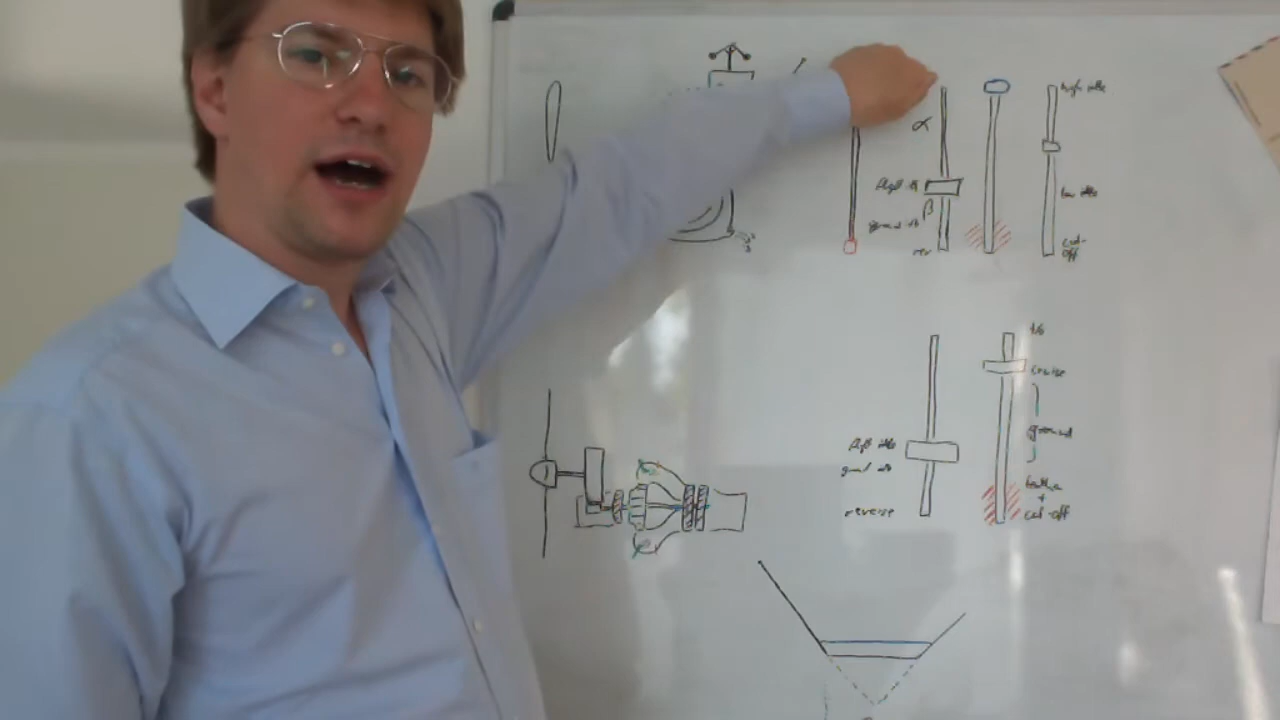 high idle
α
flight idle
β
low idle
ground idle
rev
cut-
off
to
cruise
flight idle
ground
ground idle
feather
+
cut-off
reverse